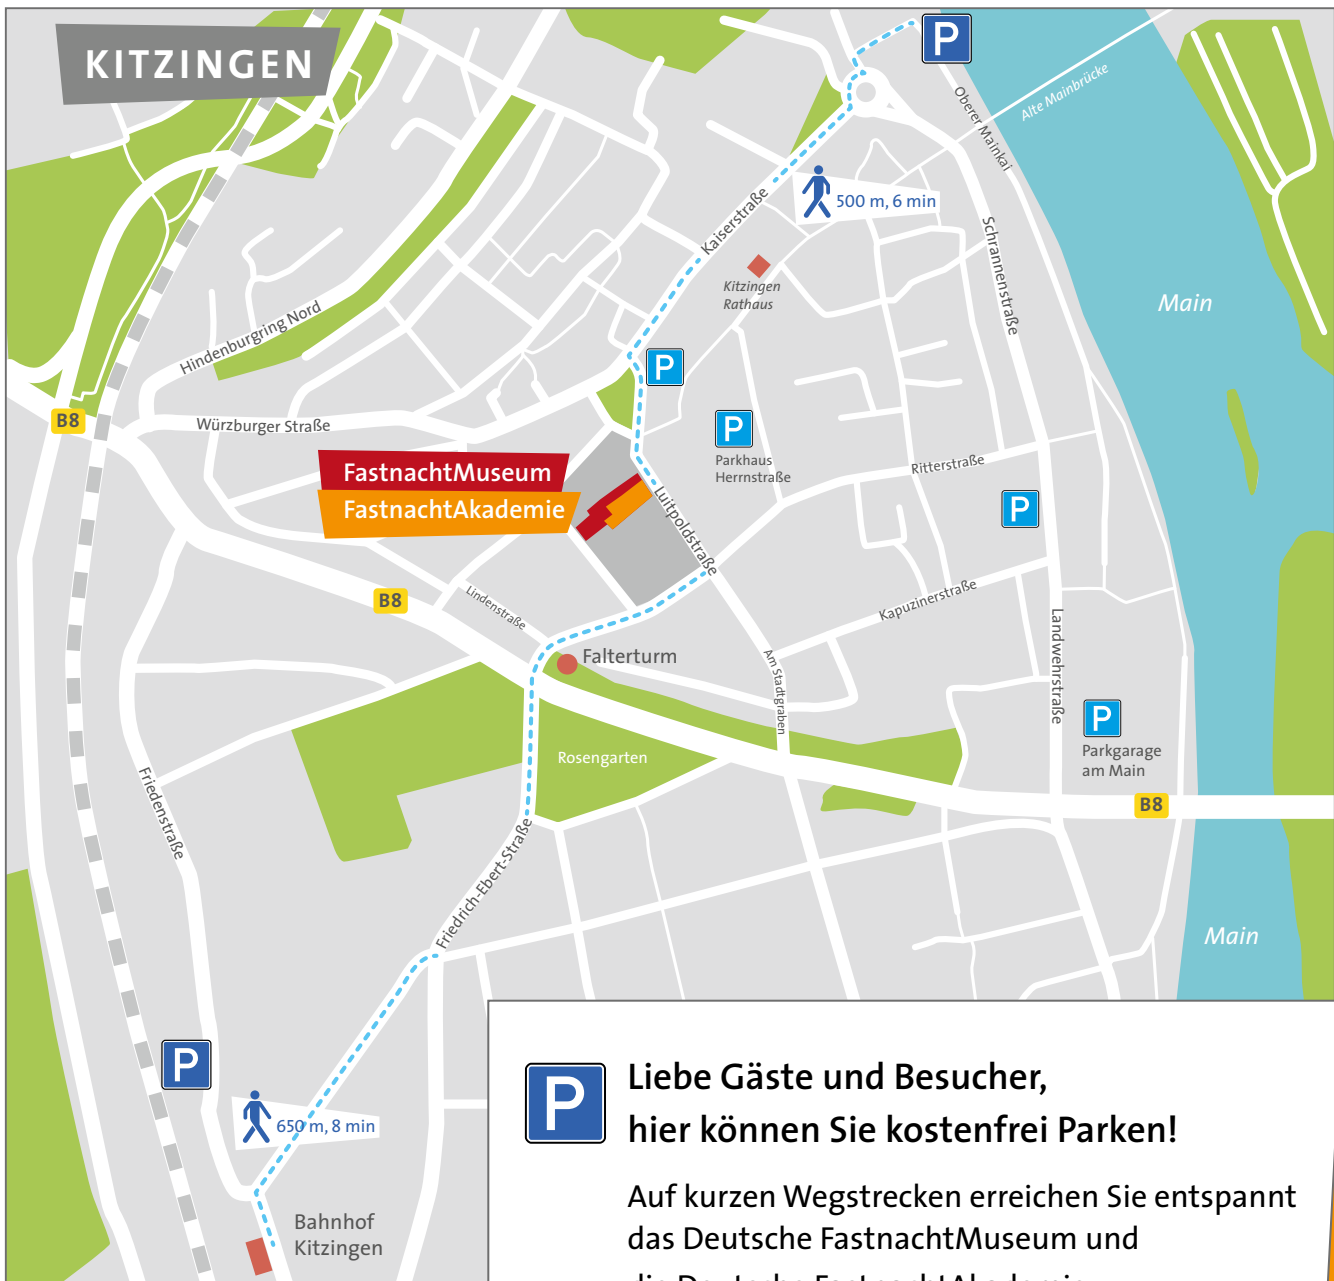 KITZINGEN
P
Oberer Mainkai
Alte Mainbrücke
500 m, 6 min
Kaiserstraße
Schrannenstraße
Kitzingen
Rathaus
Main
Hindenburgring Nord
P
B8
Würzburger Straße
P
Parkhaus
Herrnstraße
Ritterstraße
FastnachtMuseum
FastnachtAkademie
Luitpoldstraße
P
B8
Lindenstraße
Kapuzinerstraße
Falterturm
Am Stadtgraben
Landwehrstraße
P
Parkgarage
am Main
Rosengarten
B8
Friedenstraße
Friedrich-Ebert-Straße
Main
P
650 m, 8 min
Bahnhof
Kitzingen
P
Liebe Gäste und Besucher,
hier können Sie kostenfrei Parken!
Auf kurzen Wegstrecken erreichen Sie entspannt
das Deutsche FastnachtMuseum und
die Deutsche FastnachtAkademie